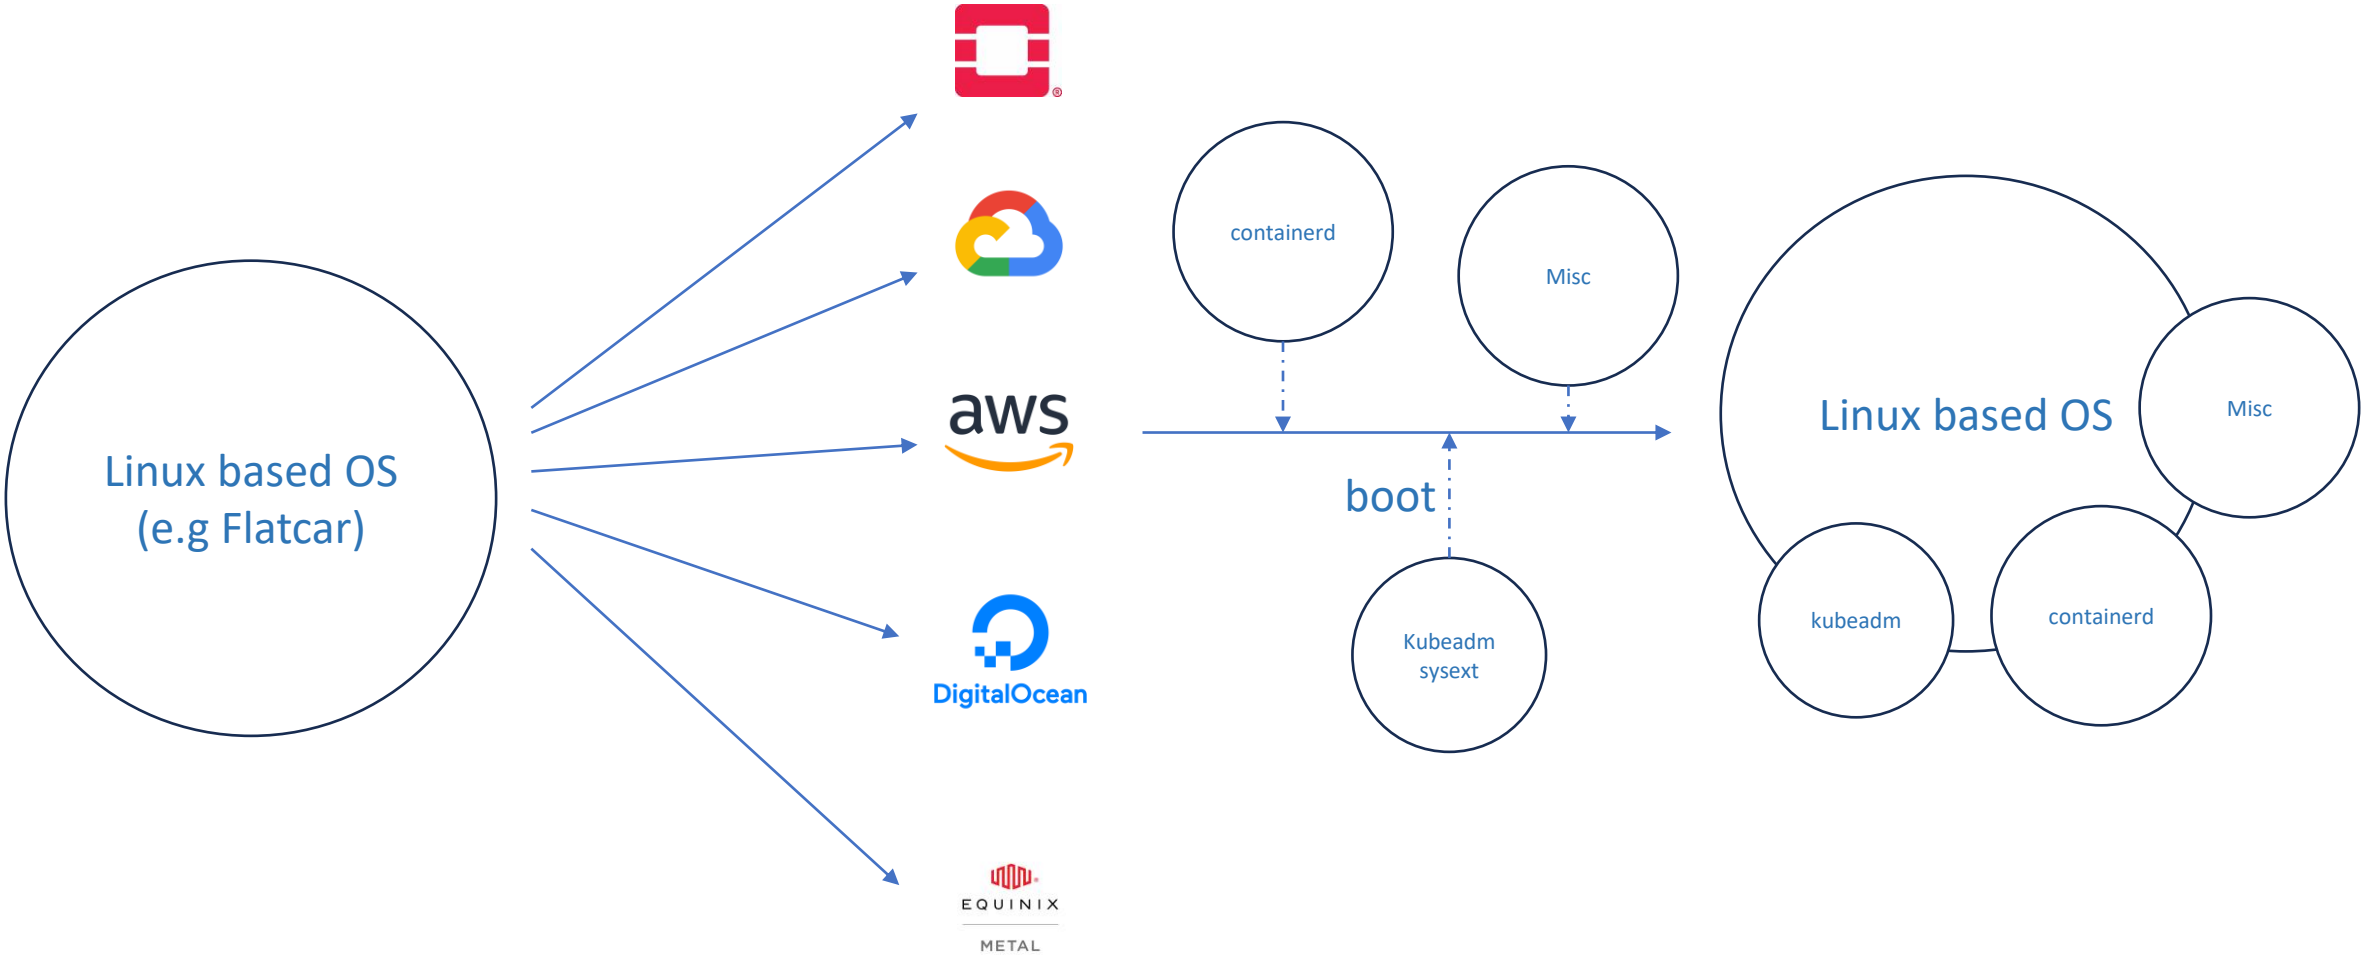 Linux based OS
(e.g Flatcar)
aws
DigitalOcean
EQUINIX
METAL
containerd
Misc
boot
Kubeadm
sysext
Linux based OS
Misc
kubeadm
containerd